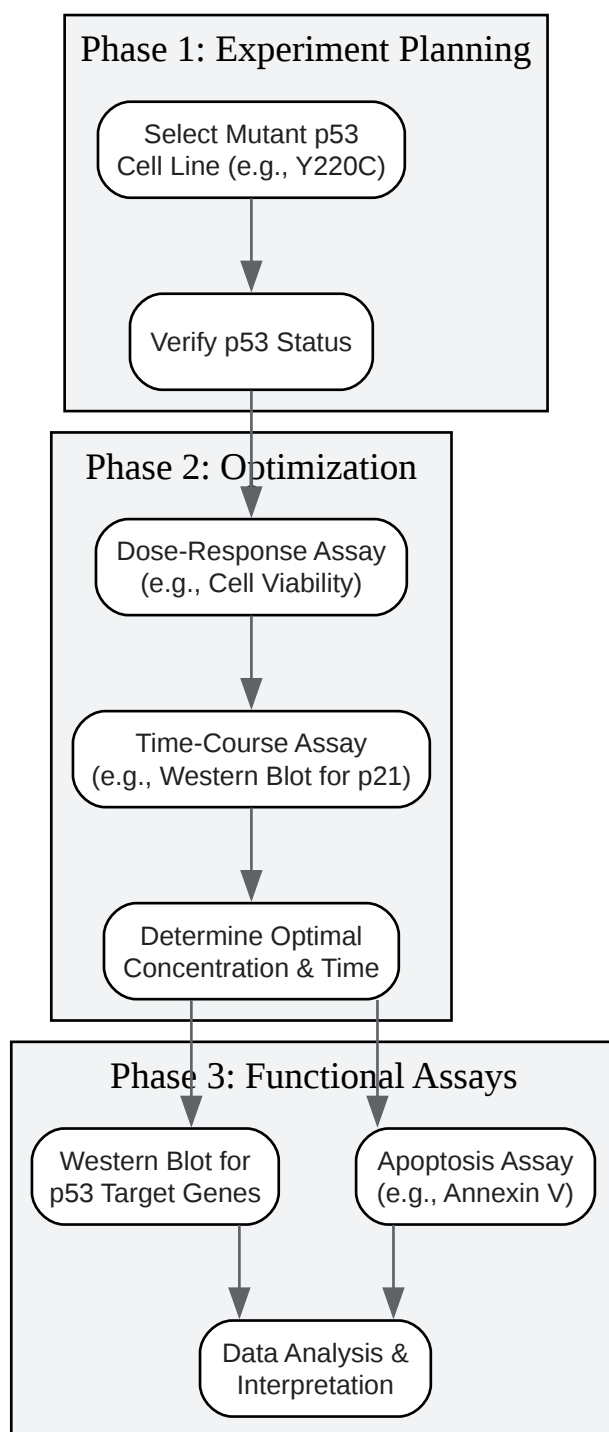 Phase 1: Experiment Planning
Select Mutant p53
Cell Line (e.g., Y220C)
Verify p53 Status
Phase 2: Optimization
Dose-Response Assay
(e.g., Cell Viability)
Time-Course Assay
(e.g., Western Blot for p21)
Determine Optimal
Concentration & Time
Phase 3: Functional Assays
Western Blot for
p53 Target Genes
Apoptosis Assay
(e.g., Annexin V)
Data Analysis &
Interpretation